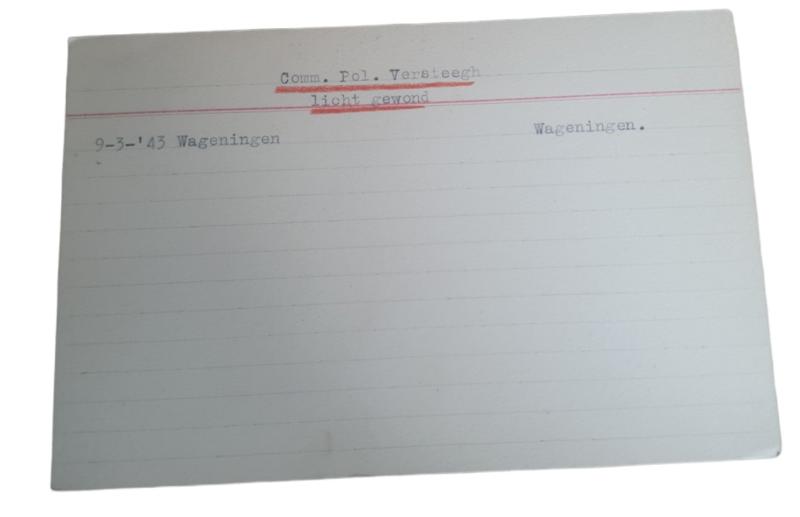 Comm. Pol. Versteegh
licht gewond
9-3-'43 Wageningen Wageningen.